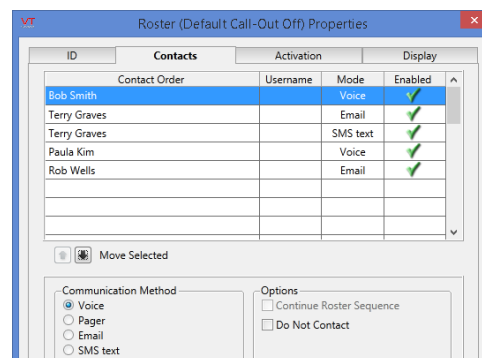 VT Roster (Default Call-Out Off) Properties
ID Contacts Activation Display
Contact Order Username Mode Enabled
Bob Smith Voice
Terry Graves Email
Terry Graves SMS text
Paula Kim Voice
Rob Wells Email
Move Selected
Communication Method Options
Voice Continue Roster Sequence
Pager Do Not Contact
Email
SMS text